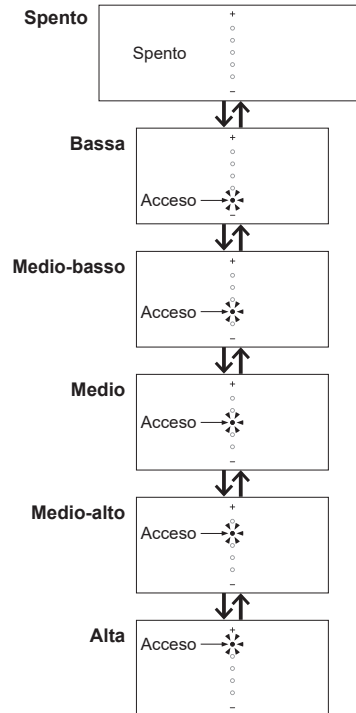 Spento
+
Spento
−
Bassa
+
Acceso
−
Medio-basso
+
Acceso
−
Medio
+
Acceso
−
Medio-alto
+
Acceso
−
Alta
+
Acceso
−